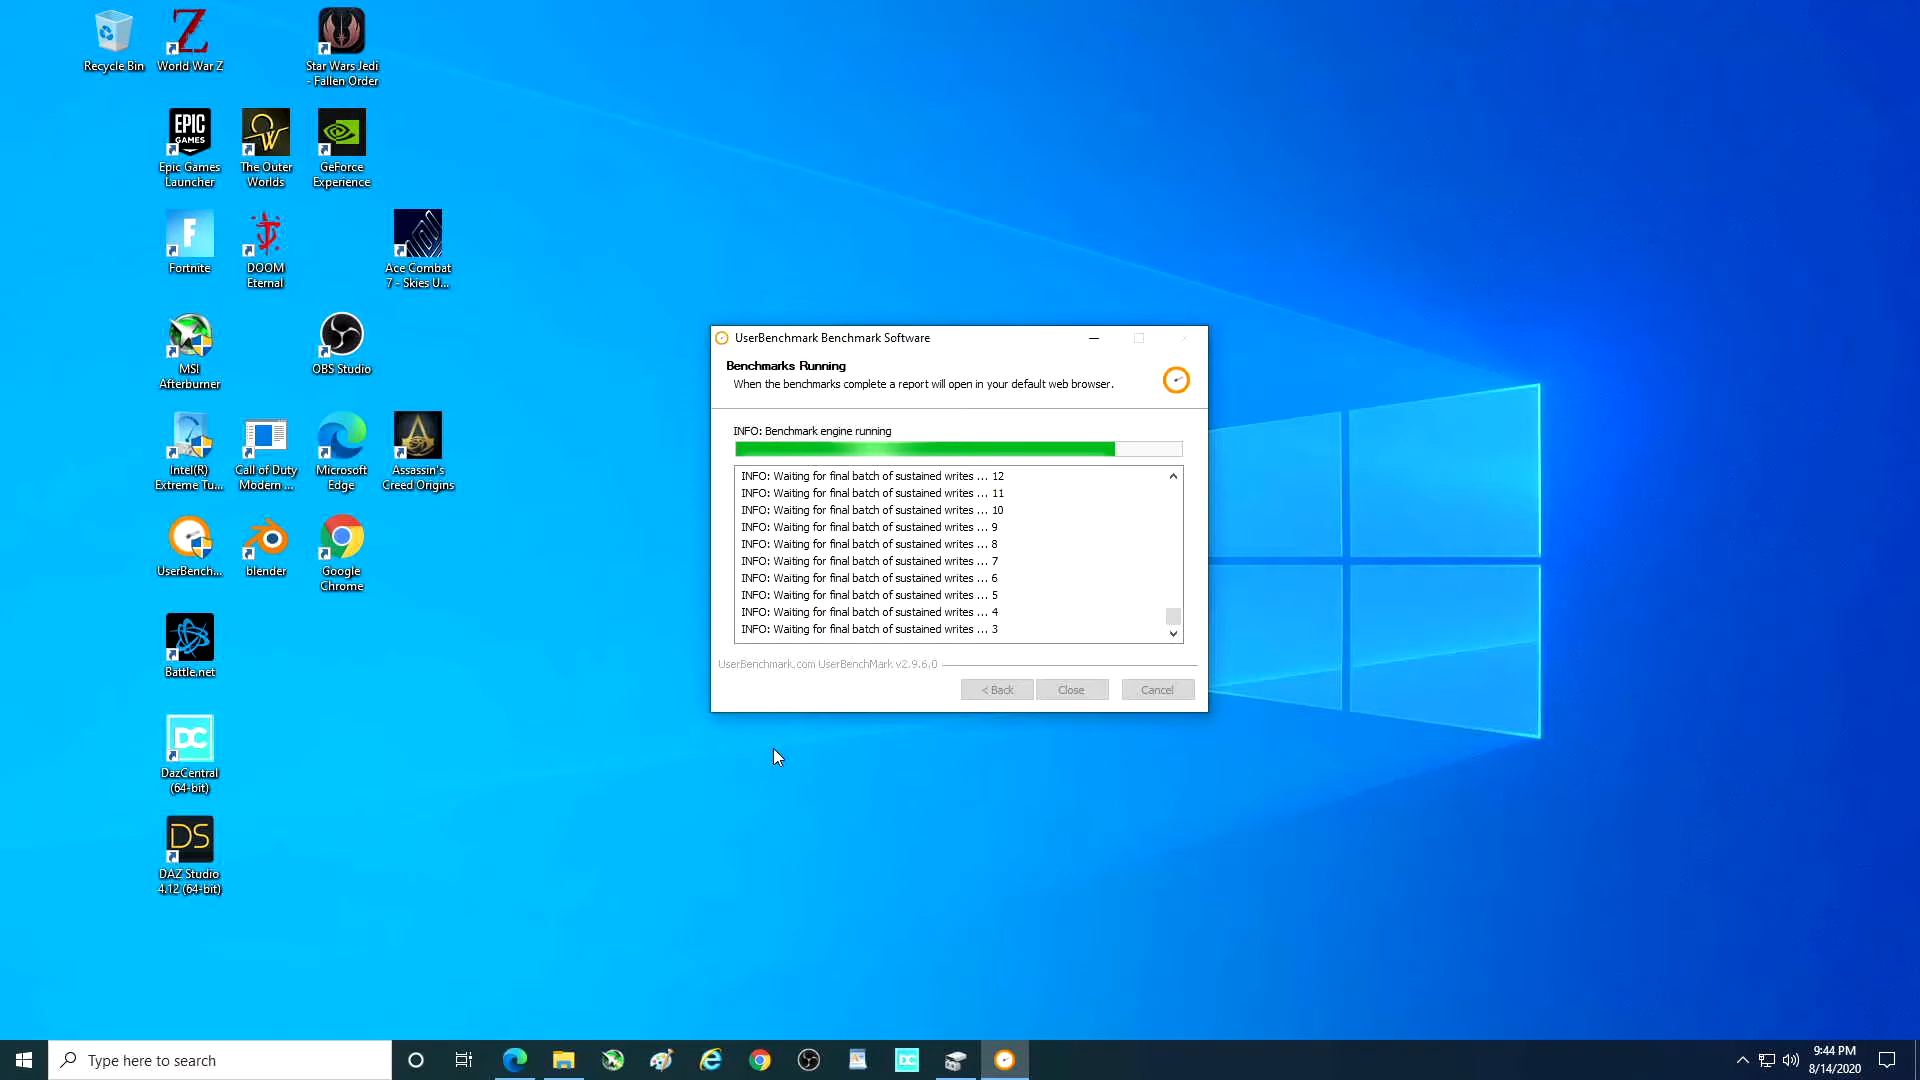 Recycle Bin
World War Z
Star Wars Jedi
- Fallen Order
EPIC
GAMES
Epic Games
Launcher
The Outer
Worlds
GeForce
Experience
F
Fortnite
DOOM
Eternal
Ace Combat
7 - Skies U...
MSI
Afterburner
OBS Studio
Intel(R)
Extreme Tu...
Call of Duty
Modern ...
Microsoft
Edge
Assassin's
Creed Origins
UserBench...
blender
Google
Chrome
Battle.net
DC
DazCentral
(64-bit)
DS
DAZ Studio
4.12 (64-bit)
UserBenchmark Benchmark Software
Benchmarks Running
When the benchmarks complete a report will open in your default web browser.
INFO: Benchmark engine running
INFO: Waiting for final batch of sustained writes ... 12
INFO: Waiting for final batch of sustained writes ... 11
INFO: Waiting for final batch of sustained writes ... 10
INFO: Waiting for final batch of sustained writes ... 9
INFO: Waiting for final batch of sustained writes ... 8
INFO: Waiting for final batch of sustained writes ... 7
INFO: Waiting for final batch of sustained writes ... 6
INFO: Waiting for final batch of sustained writes ... 5
INFO: Waiting for final batch of sustained writes ... 4
INFO: Waiting for final batch of sustained writes ... 3
UserBenchmark.com UserBenchMark v2.9.6.0
< Back
Close
Cancel
Type here to search
DC
9:44 PM
8/14/2020